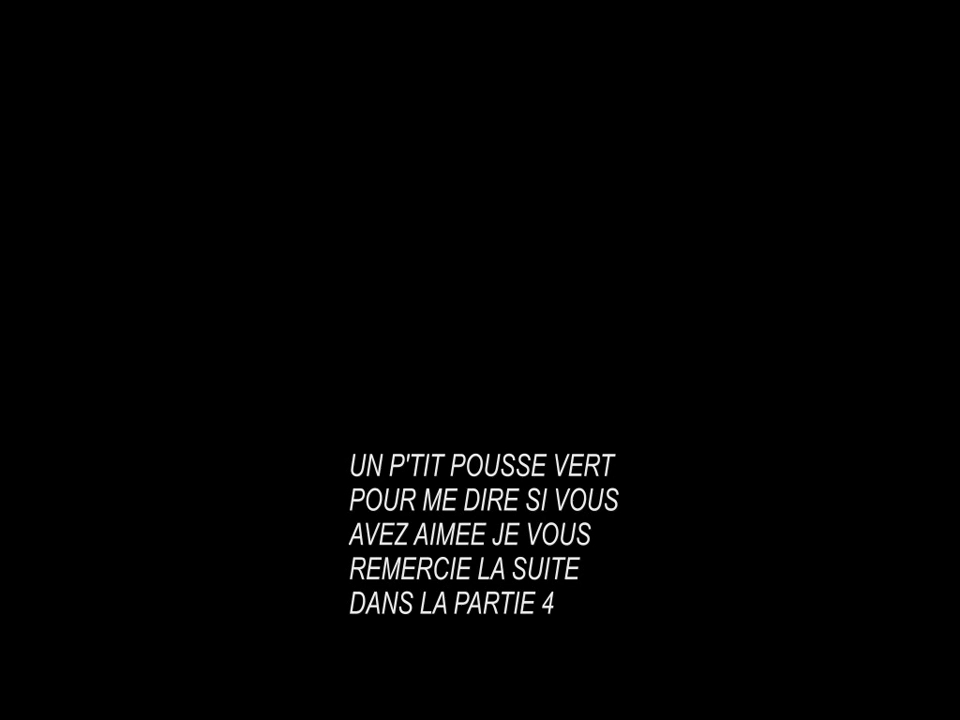 UN P'TIT POUSSE VERT
POUR ME DIRE SI VOUS
AVEZ AIMEE JE VOUS
REMERCIE LA SUITE
DANS LA PARTIE 4